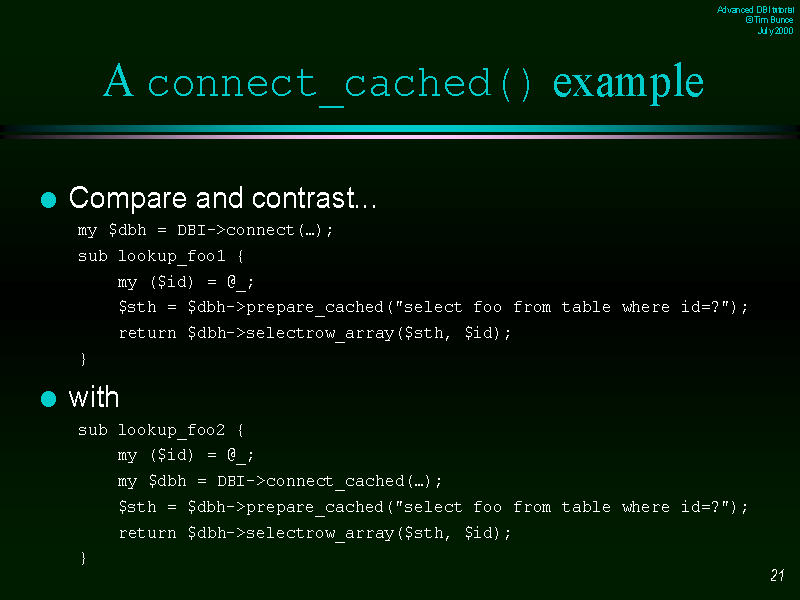 Advanced DBI tutorial
©Tim Bunce
July 2000
A connect_cached() example
Compare and contrast...
my $dbh = DBI->connect(…);
sub lookup_foo1 {
my ($id) = @_;
$sth = $dbh->prepare_cached("select foo from table where id=?");
return $dbh->selectrow_array($sth, $id);
}
with
sub lookup_foo2 {
my ($id) = @_;
my $dbh = DBI->connect_cached(…);
$sth = $dbh->prepare_cached("select foo from table where id=?");
return $dbh->selectrow_array($sth, $id);
}
21